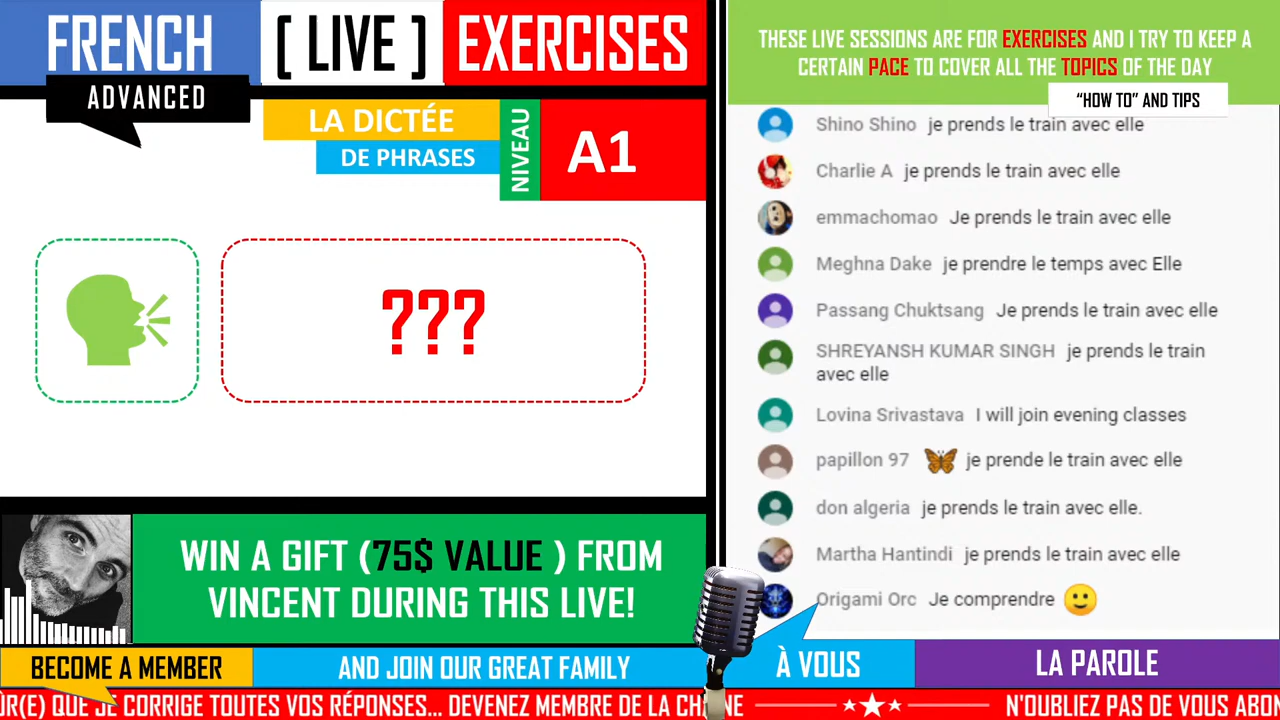 FRENCH [ LIVE ] EXERCISES
ADVANCED
LA DICTÉE
DE PHRASES
NIVEAU
A1
???
WIN A GIFT (75$ VALUE ) FROM
VINCENT DURING THIS LIVE!
BECOME A MEMBER
AND JOIN OUR GREAT FAMILY
THESE LIVE SESSIONS ARE FOR EXERCISES AND I TRY TO KEEP A
CERTAIN PACE TO COVER ALL THE TOPICS OF THE DAY
“HOW TO” AND TIPS
Shino Shino je prends le train avec elle
Charlie A je prends le train avec elle
emmachomao Je prends le train avec elle
Meghna Dake je prendre le temps avec Elle
Passang Chuktsang Je prends le train avec elle
SHREYANSH KUMAR SINGH je prends le train
avec elle
Lovina Srivastava I will join evening classes
papillon 97 je prende le train avec elle
don algeria je prends le train avec elle.
Martha Hantindi je prends le train avec elle
Origami Orc Je comprendre
À VOUS
LA PAROLE
ÛR(E) QUE JE CORRIGE TOUTES VOS RÉPONSES... DEVENEZ MEMBRE DE LA CHAÎNE N'OUBLIEZ PAS DE VOUS ABON